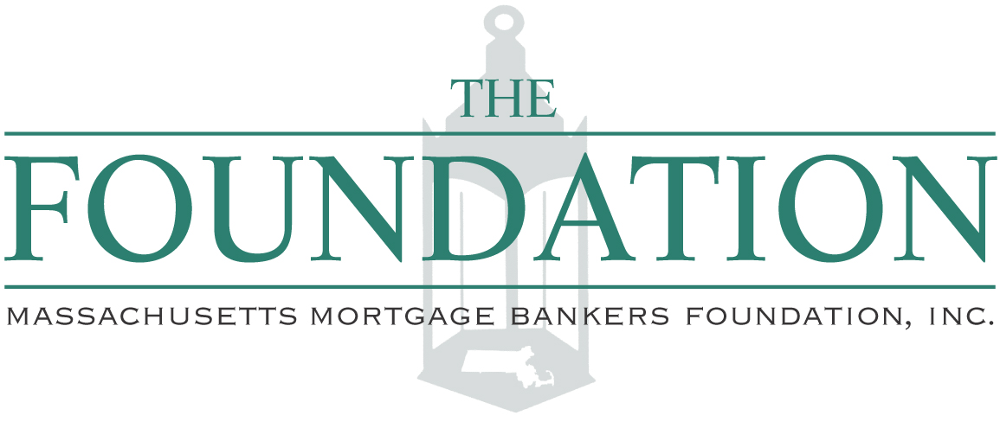 THE
FOUNDATION
MASSACHUSETTS MORTGAGE BANKERS FOUNDATION, INC.